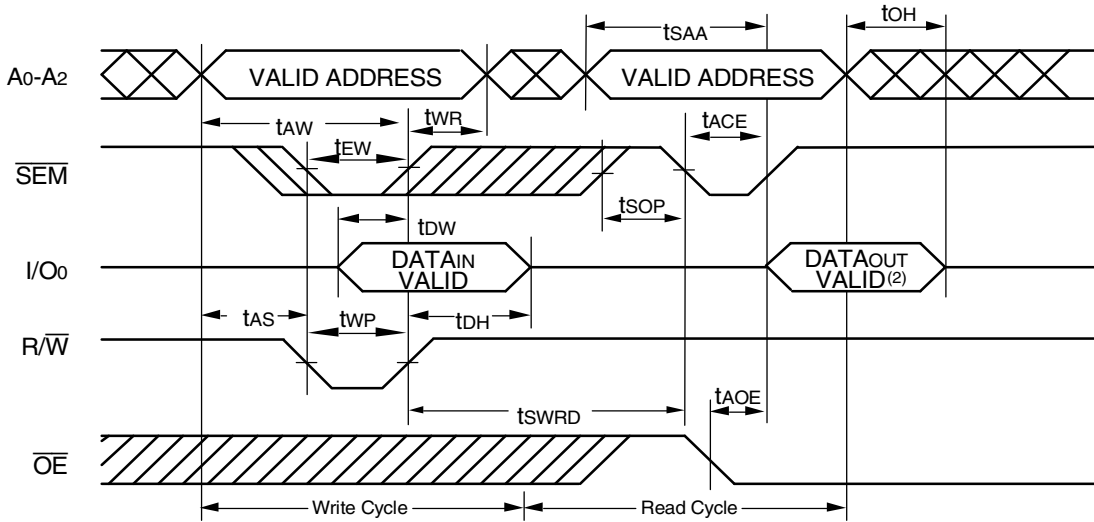 tOH
tSAA
A0-A2
VALID ADDRESS
VALID ADDRESS
tAW
tWR
tACE
tEW
SEM
tSOP
tDW
I/O0
DATAIN
VALID
DATAOUT
VALID(2)
tAS
tWP
tDH
R/W
tAOE
tSWRD
OE
Write Cycle
Read Cycle